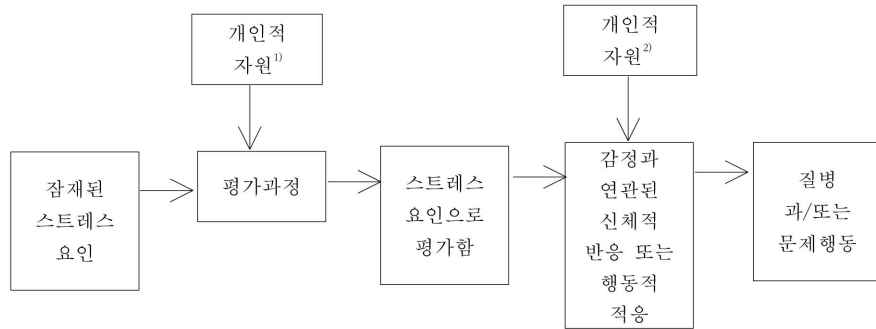 개인적
자원1)
개인적
자원2)
잠재된
스트레스
요인
평가과정
스트레스
요인으로
평가함
감정과
연관된
신체적
반응 또는
행동적
적응
질병
과/또는
문제행동